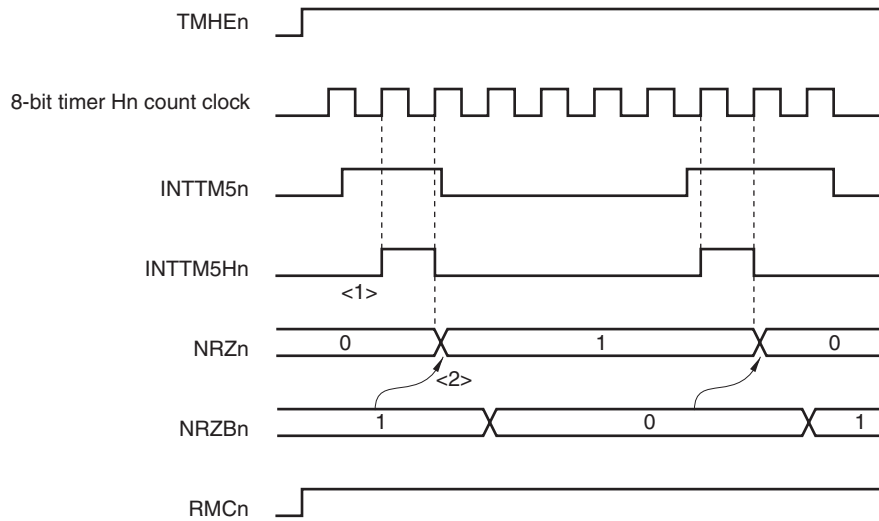 TMHEn
8-bit timer Hn count clock
INTTM5n
INTTM5Hn
<1>
NRZn 0 1 0
<2>
NRZBn 1 0 1
RMCn